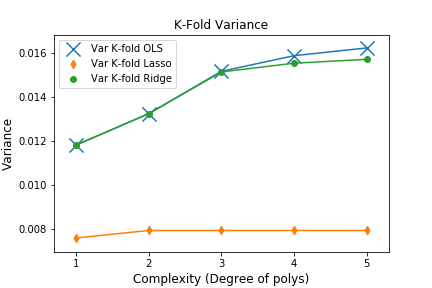 K-Fold Variance
Var K-fold OLS
Var K-fold Lasso
Var K-fold Ridge
0.016
0.014
0.012
0.010
0.008
Variance
1 2 3 4 5
Complexity (Degree of polys)